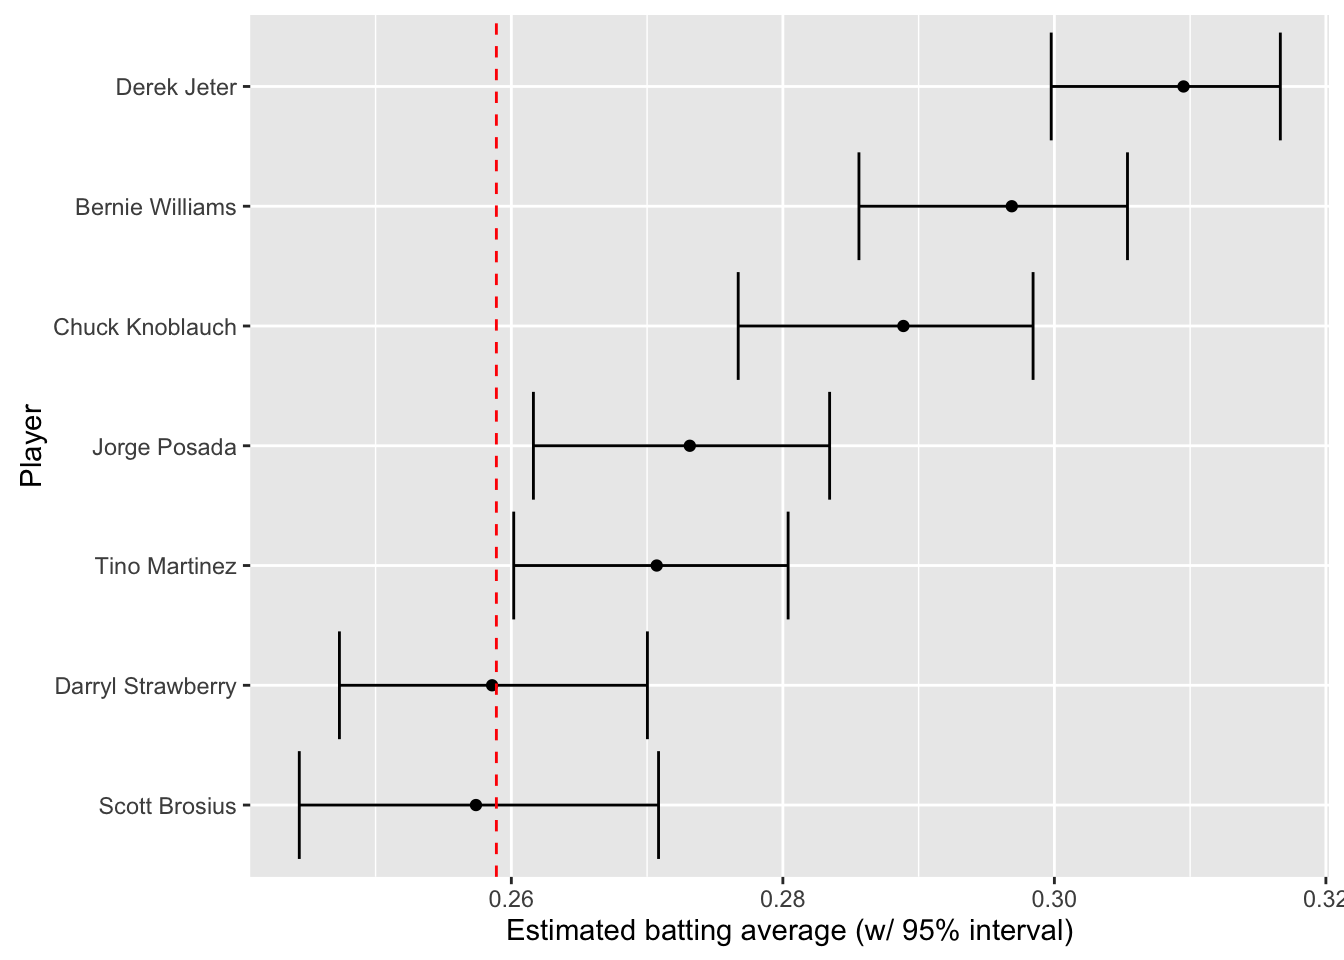 Derek Jeter
Bernie Williams
Chuck Knoblauch
Jorge Posada
Tino Martinez
Darryl Strawberry
Scott Brosius
Player
0.26 0.28 0.30 0.32
Estimated batting average (w/ 95% interval)